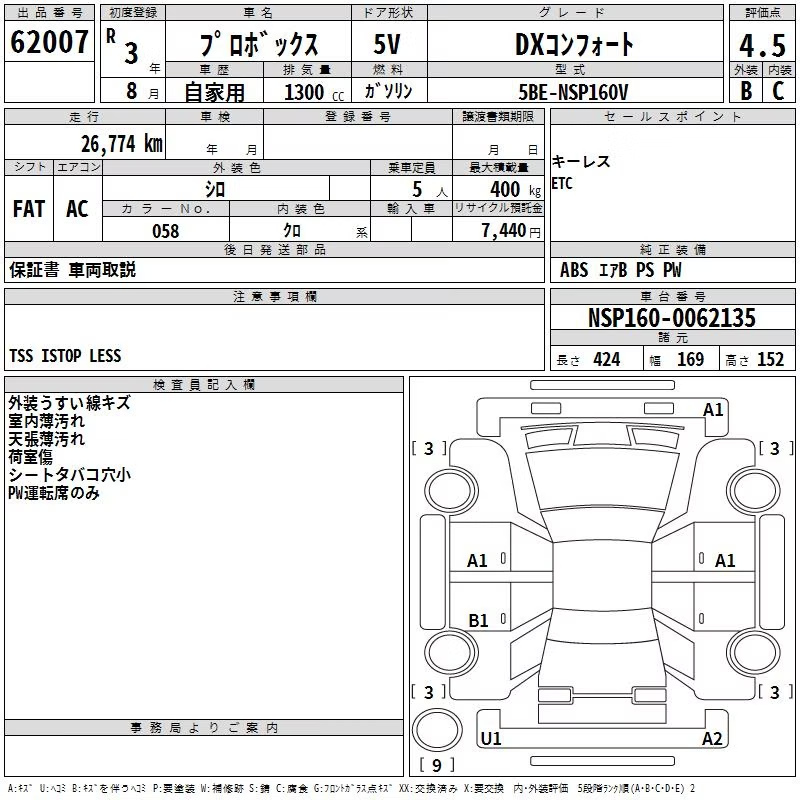 出品番号
62007
初度登録
R 3 年
8 月
車名
プロボックス
ドア形状
5V
グレード
DXコンフォート
評価点
4.5
車歴
自家用
排気量
1300 CC
燃料
ガソリン
型式
5BE-NSP160V
外装 内装
B C
走行
26,774 km
車検
年 月
登録番号
譲渡書類期限
月 日
シフト
FAT
エアコン
AC
外装色
シロ
乗車定員
5 人
最大積載量
400 kg
カラーNo.
058
内装色
クロ 系
輸入車
リサイクル預託金
7,440 円
後日発送部品
保証書 車両取説
セールスポイント
キーレス
ETC
純正装備
ABS エアB PS PW
注意事項欄
TSS ISTOP LESS
車台番号
NSP160-0062135
諸元
長さ 424 幅 169 高さ 152
検査員記入欄
外装うすい線キズ
室内薄汚れ
天張薄汚れ
荷室傷
シートタバコ穴小
PW運転席のみ
事務局よりご案内
A1
[ 3 ] [ 3 ]
A1 A1
B1
[ 3 ] [ 3 ]
U1 A2
[ 9 ]
A:キズ U:ヘコミ B:キズを伴うヘコミ P:要塗装 W:補修跡 S:錆 C:腐食 G:フロントガラス点キズ XX:交換済み X:要交換 内・外装評価 5段階ランク順(A・B・C・D・E) 2